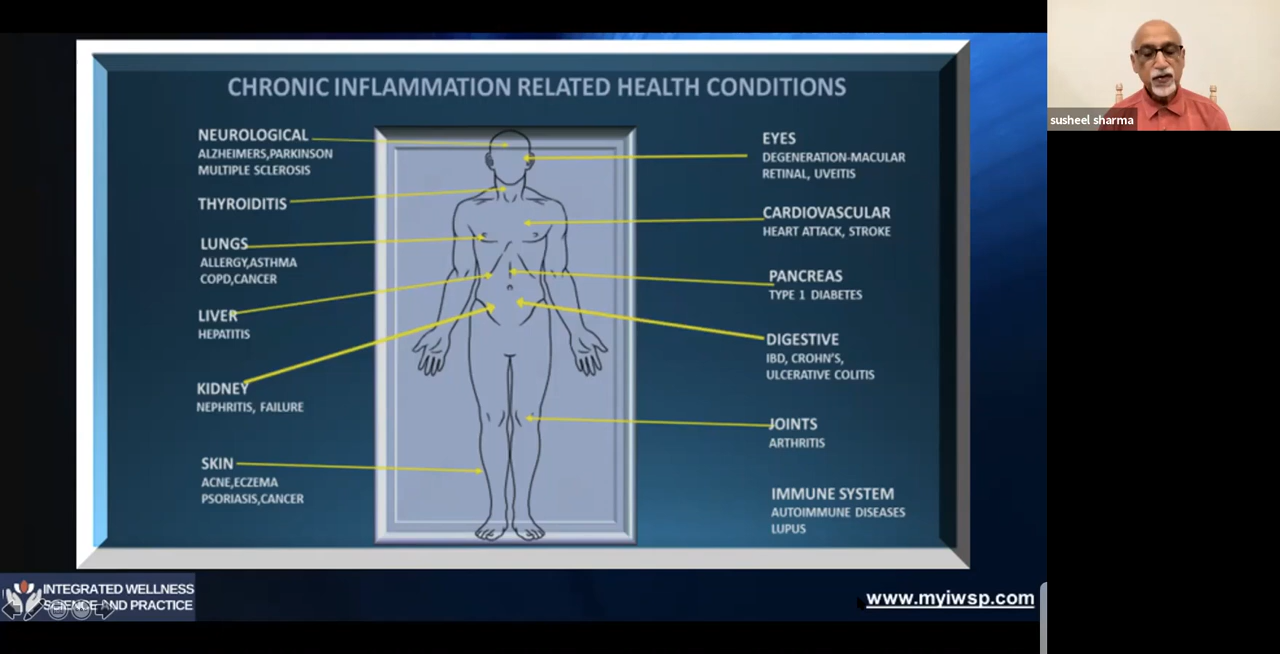 CHRONIC INFLAMMATION RELATED HEALTH CONDITIONS
NEUROLOGICAL
ALZHEIMERS,PARKINSON
MULTIPLE SCLEROSIS
THYROIDITIS
LUNGS
ALLERGY,ASTHMA
COPD,CANCER
LIVER
HEPATITIS
KIDNEY
NEPHRITIS, FAILURE
SKIN
ACNE,ECZEMA
PSORIASIS,CANCER
EYES
DEGENERATION-MACULAR
RETINAL, UVEITIS
CARDIOVASCULAR
HEART ATTACK, STROKE
PANCREAS
TYPE 1 DIABETES
DIGESTIVE
IBD, CROHN'S,
ULCERATIVE COLITIS
JOINTS
ARTHRITIS
IMMUNE SYSTEM
AUTOIMMUNE DISEASES
LUPUS
INTEGRATED WELLNESS
SCIENCE AND PRACTICE
www.myiwsp.com
susheel sharma